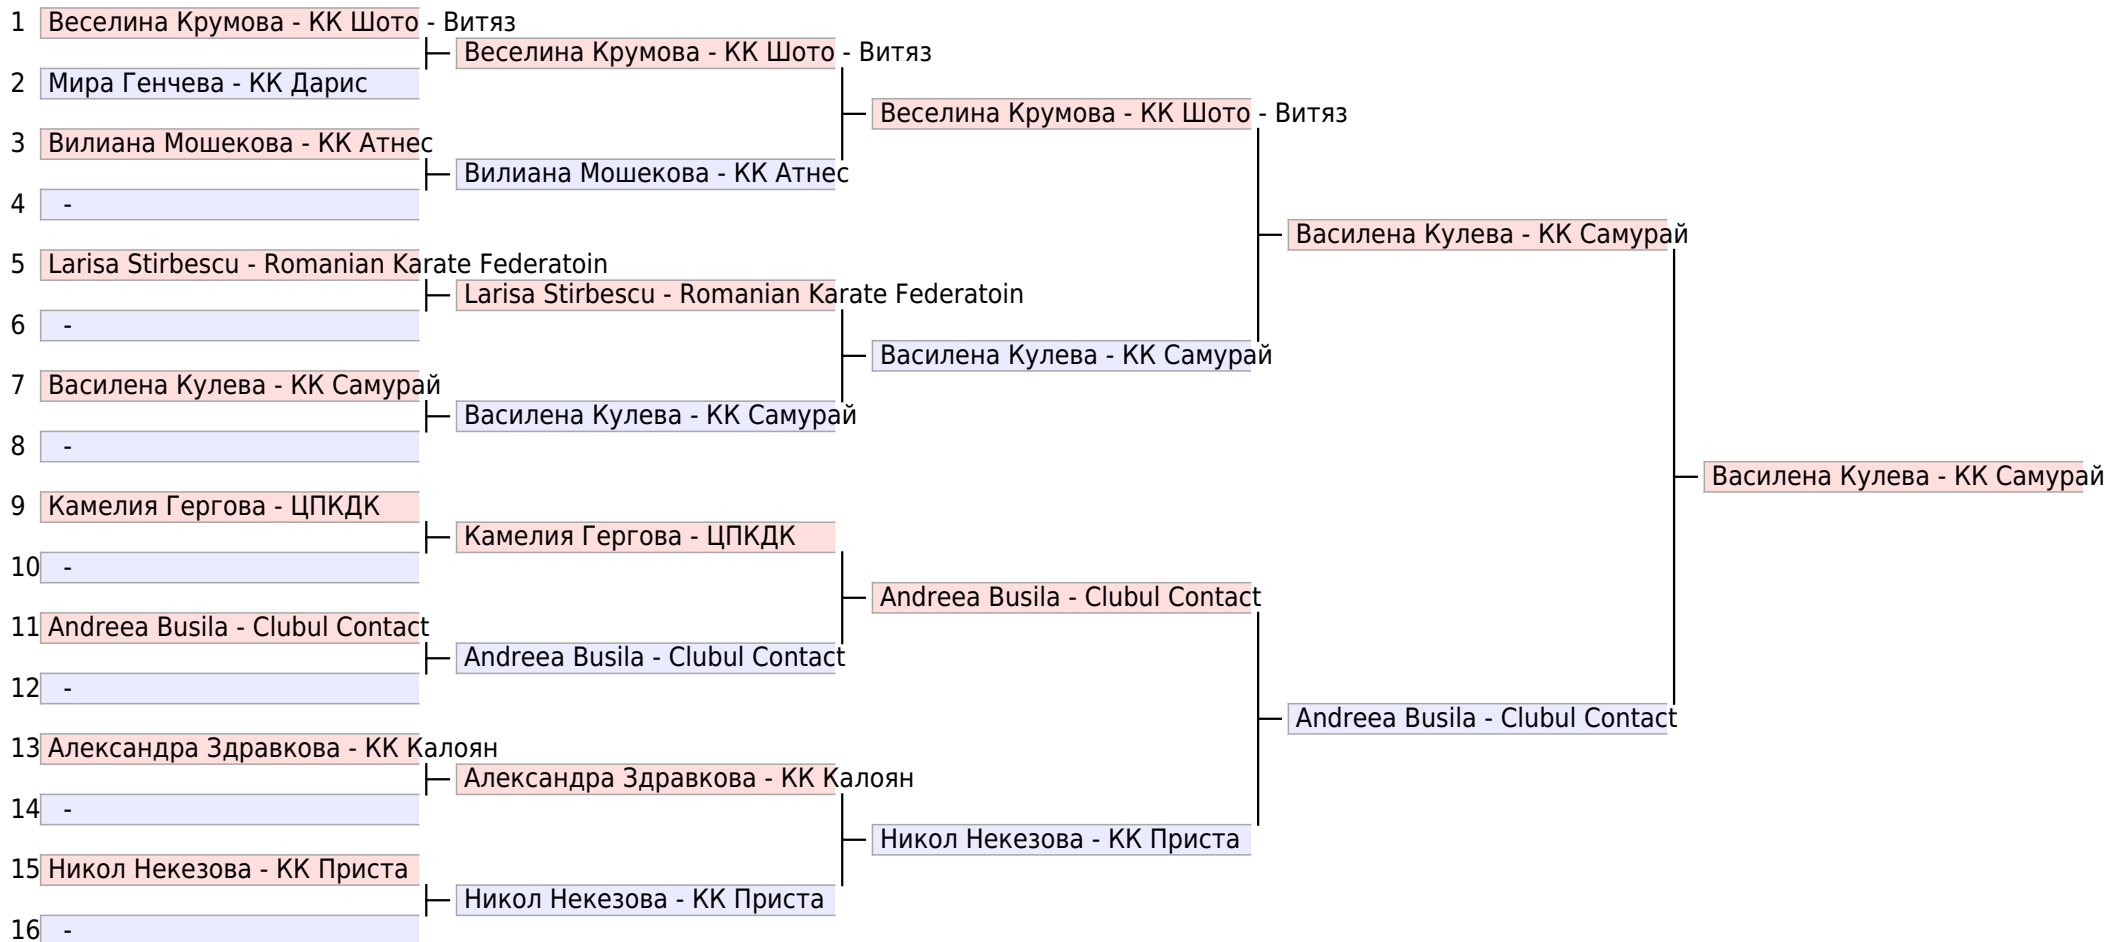 1 Веселина Крумова - КК Шото - Витяз
Веселина Крумова - КК Шото - Витяз
2 Мира Генчева - КК Дарис
Веселина Крумова - КК Шото - Витяз
3 Вилиана Мошекова - КК Атнес
Вилиана Мошекова - КК Атнес
4 -
Василена Кулева - КК Самурай
5 Larisa Stirbescu - Romanian Karate Federatoin
Larisa Stirbescu - Romanian Karate Federatoin
6 -
Василена Кулева - КК Самурай
7 Василена Кулева - КК Самурай
Василена Кулева - КК Самурай
8 -
Василена Кулева - КК Самурай
9 Камелия Гергова - ЦПКДК
Камелия Гергова - ЦПКДК
10 -
Andreea Busila - Clubul Contact
11 Andreea Busila - Clubul Contact
Andreea Busila - Clubul Contact
12 -
Andreea Busila - Clubul Contact
13 Александра Здравкова - КК Калоян
Александра Здравкова - КК Калоян
14 -
Никол Некезова - КК Приста
15 Никол Некезова - КК Приста
Никол Некезова - КК Приста
16 -